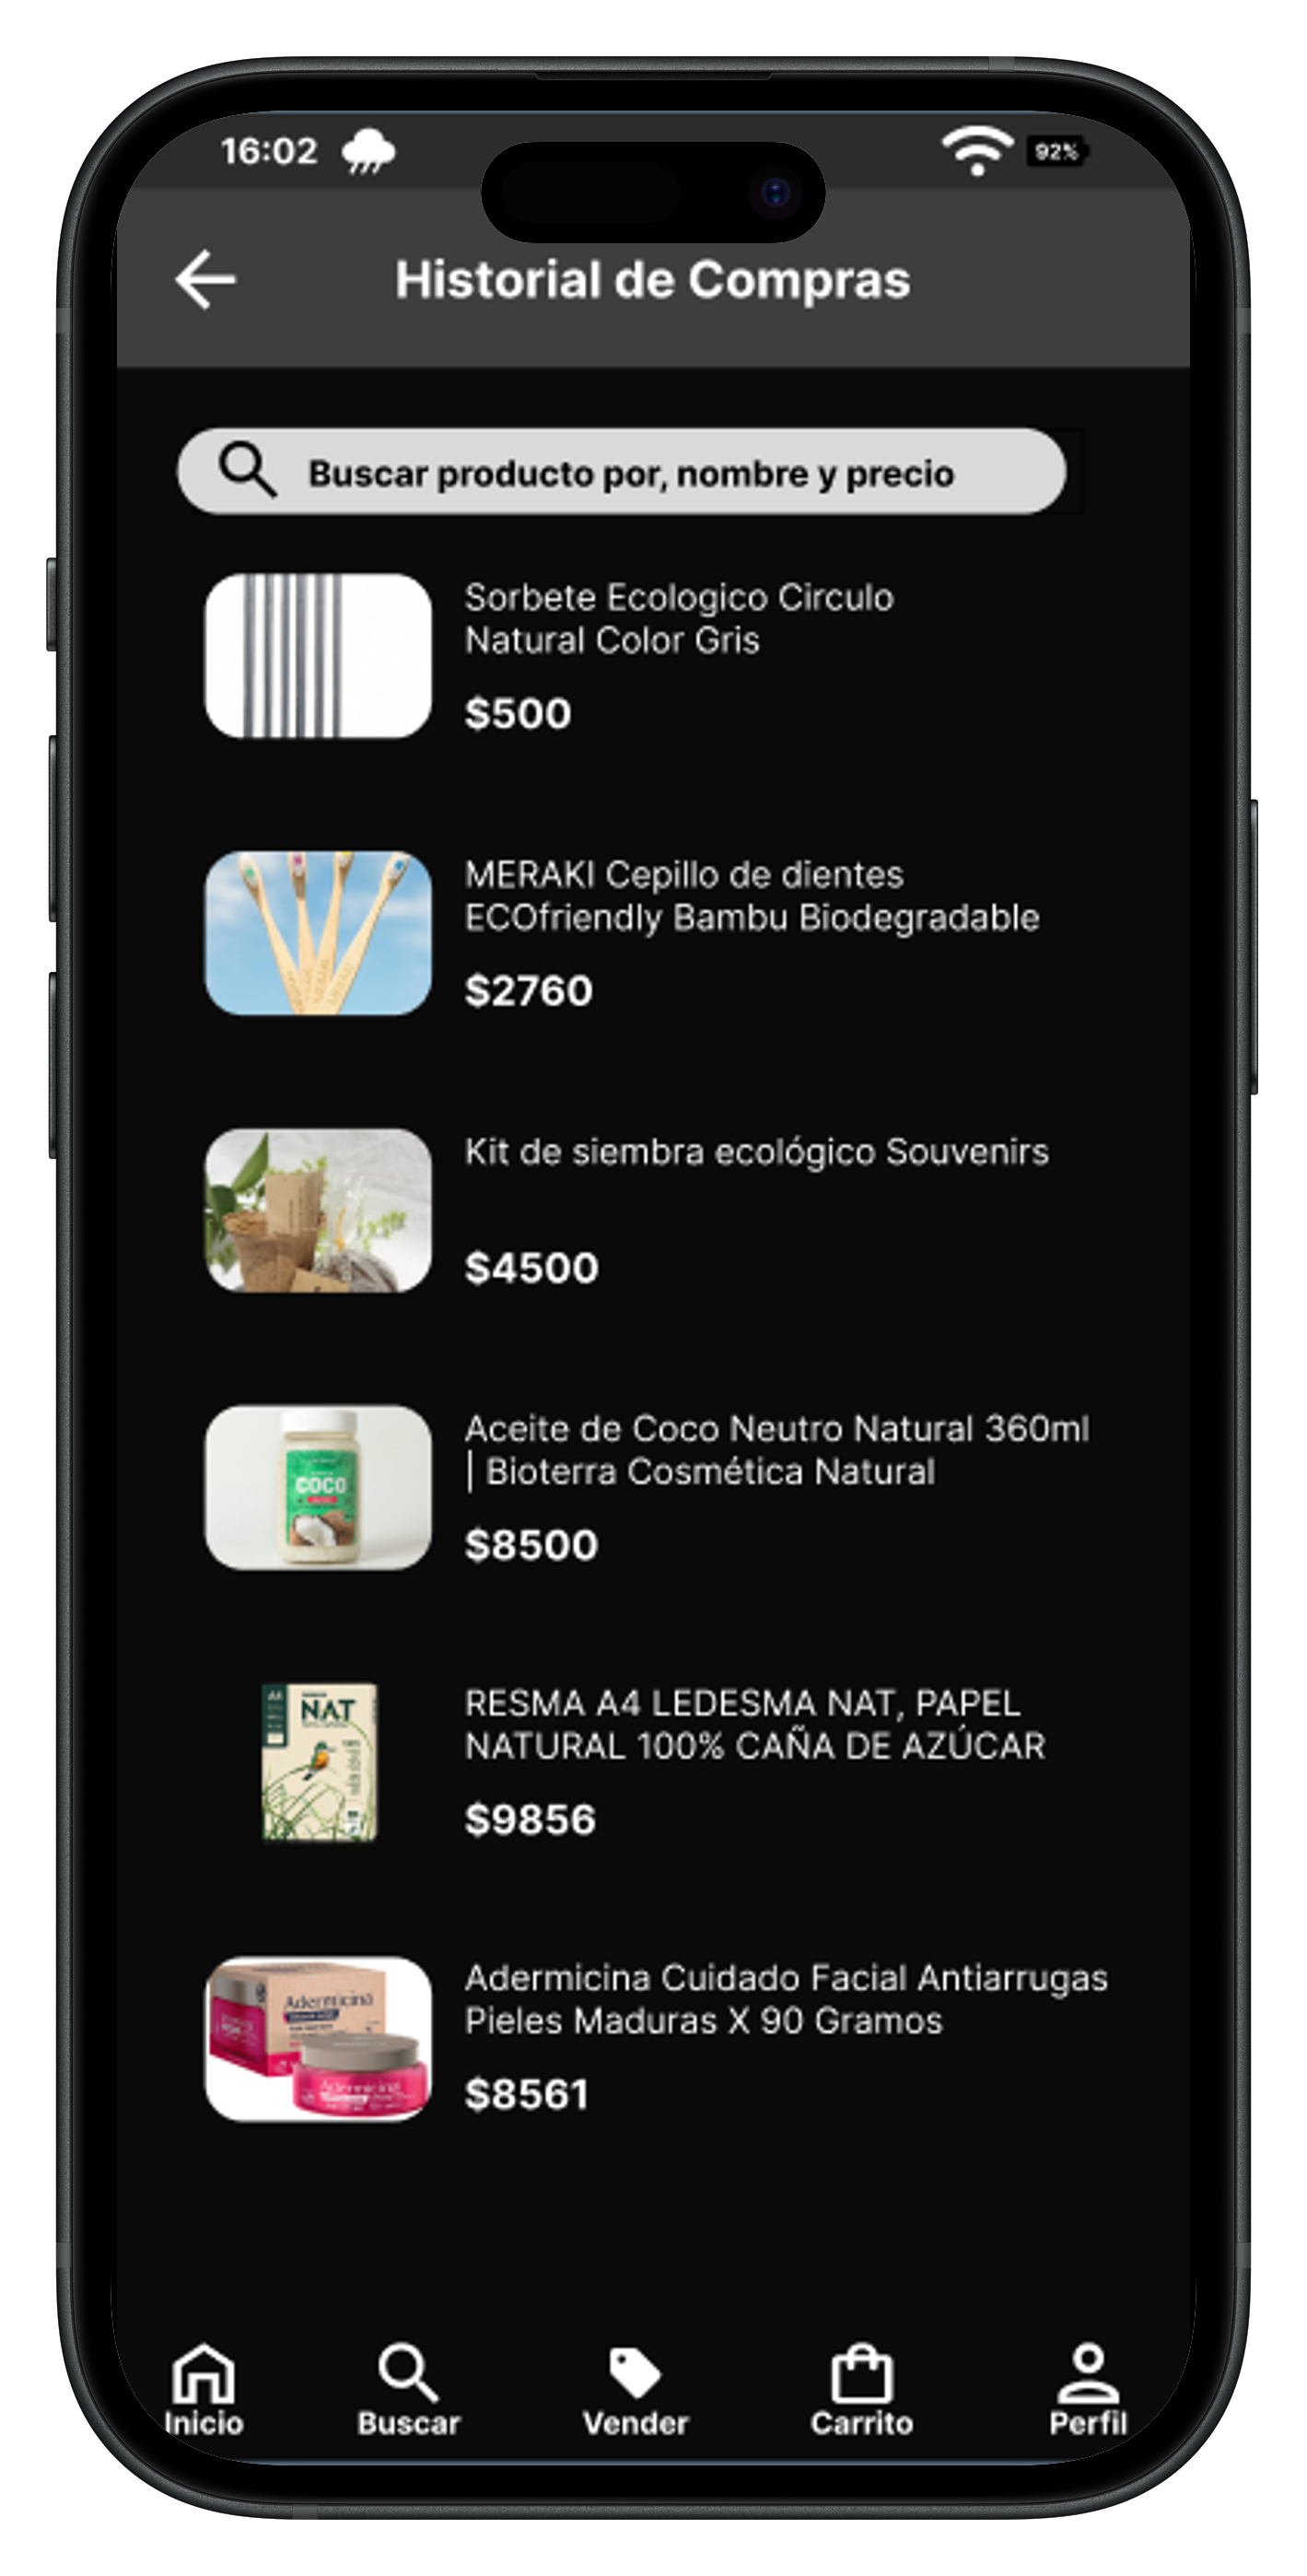 16:02
92%
Historial de Compras
Buscar producto por, nombre y precio
Sorbete Ecologico Circulo
Natural Color Gris
$500
MERAKI Cepillo de dientes
ECOfriendly Bambu Biodegradable
$2760
Kit de siembra ecológico Souvenirs
$4500
COCO
Aceite de Coco Neutro Natural 360ml
| Bioterra Cosmética Natural
$8500
NAT
RESMA A4 LEDESMA NAT, PAPEL
NATURAL 100% CAÑA DE AZÚCAR
$9856
Adermicina
Adermicina
Adermicina Cuidado Facial Antiarrugas
Pieles Maduras X 90 Gramos
$8561
Inicio
Buscar
Vender
Carrito
Perfil